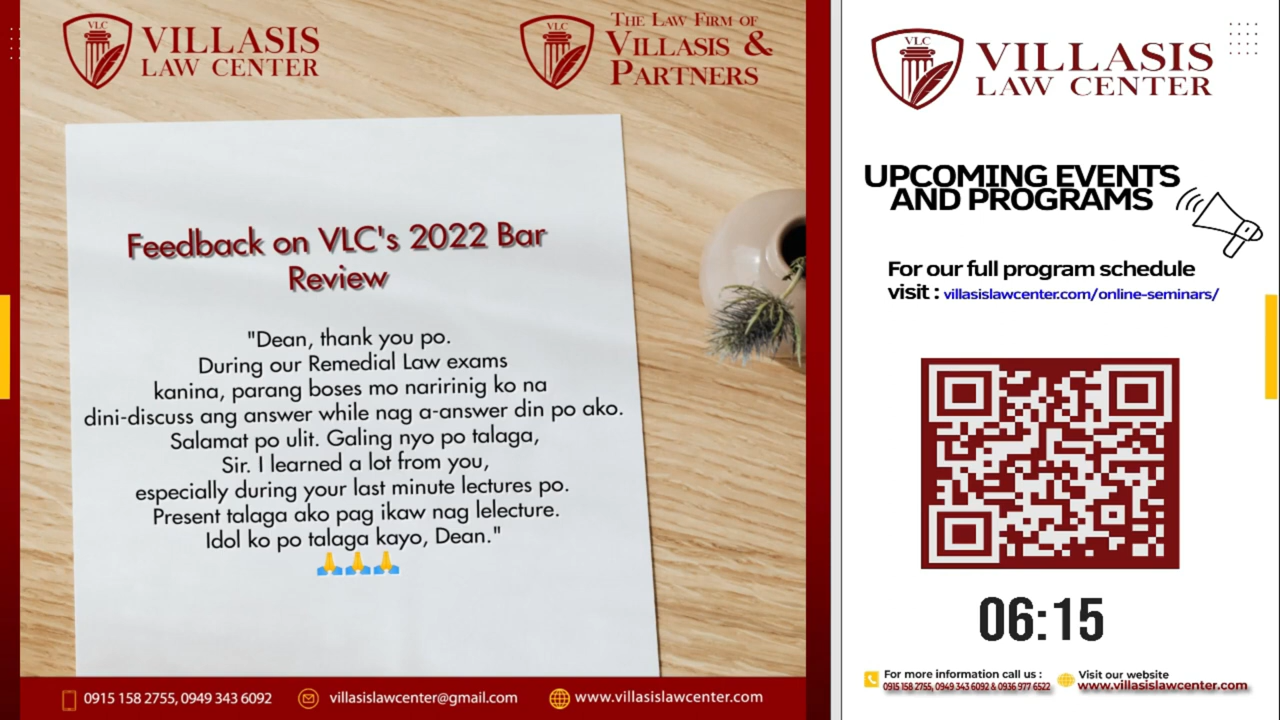 VLC
VILLASIS
LAW CENTER
VLC
THE LAW FIRM OF
VILLASIS &
PARTNERS
Feedback on VLC's 2022 Bar
Review
"Dean, thank you po.
During our Remedial Law exams
kanina, parang boses mo naririnig ko na
dini-discuss ang answer while nag a-answer din po ako.
Salamat po ulit. Galing nyo po talaga,
Sir. I learned a lot from you,
especially during your last minute lectures po.
Present talaga ako pag ikaw nag lelecture.
Idol ko po talaga kayo, Dean."
🙏🙏🙏
0915 158 2755, 0949 343 6092
villasislawcenter@gmail.com
www.villasislawcenter.com
VLC
VILLASIS
LAW CENTER
UPCOMING EVENTS
AND PROGRAMS
For our full program schedule
visit : villasislawcenter.com/online-seminars/
06:15
For more information call us :
0915 158 2755, 0949 343 6092 & 0936 977 6522
Visit our website
www.villasislawcenter.com